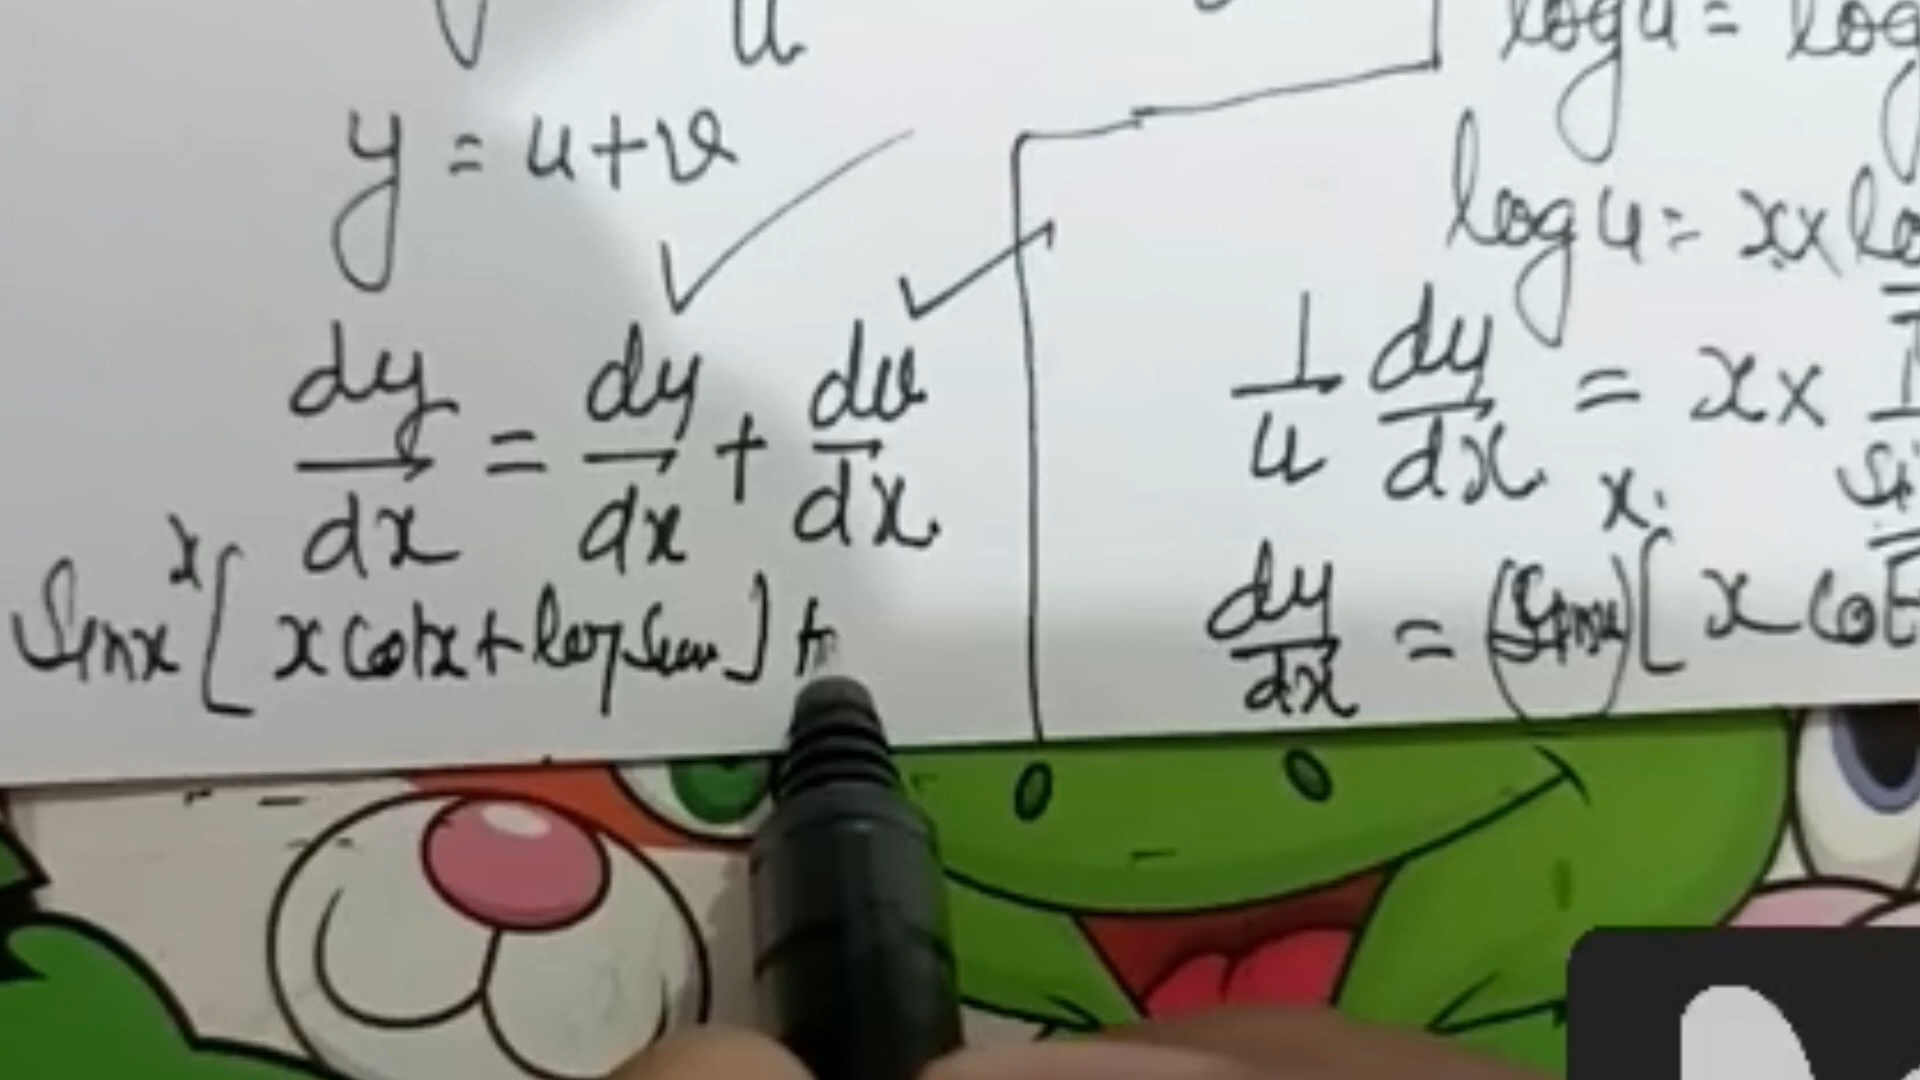 u
y = u+v
dy/dx = dy/dx + dv/dx
Sinx^x [ x Cotx + log Sinx ] +
log u = log
log u = x × log
1/u dy/dx = x × 1/Si
dy/dx = (Sinx)^x [ x Cot